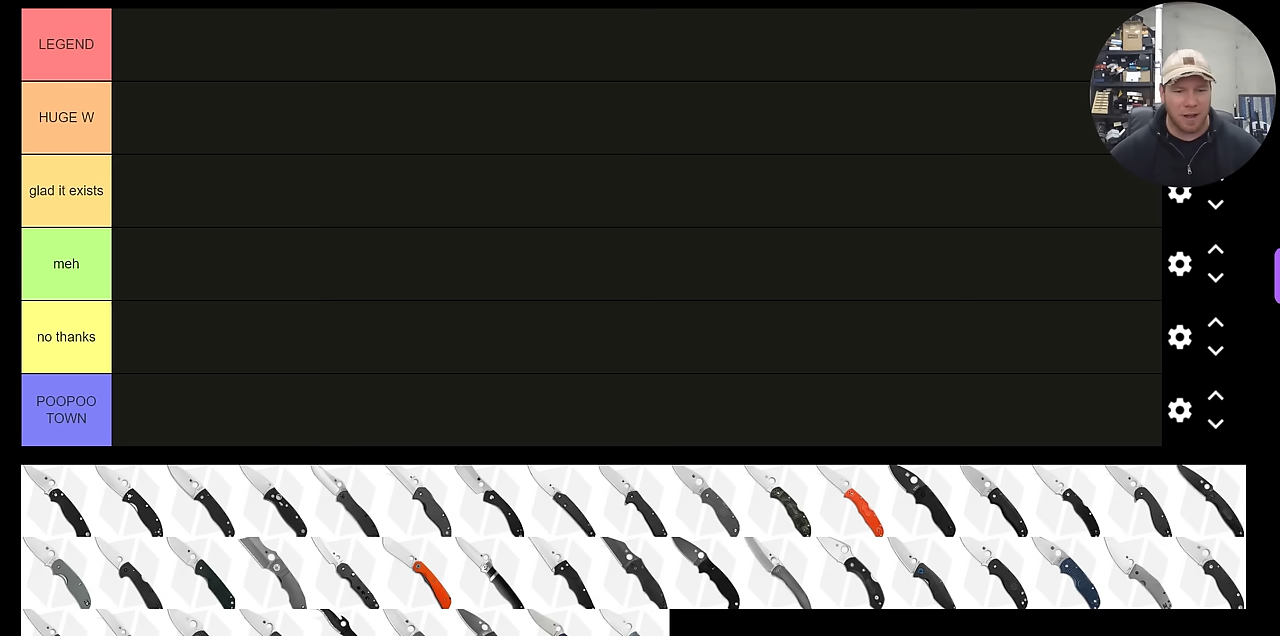 LEGEND
HUGE W
glad it exists
meh
no thanks
POOPOO
TOWN